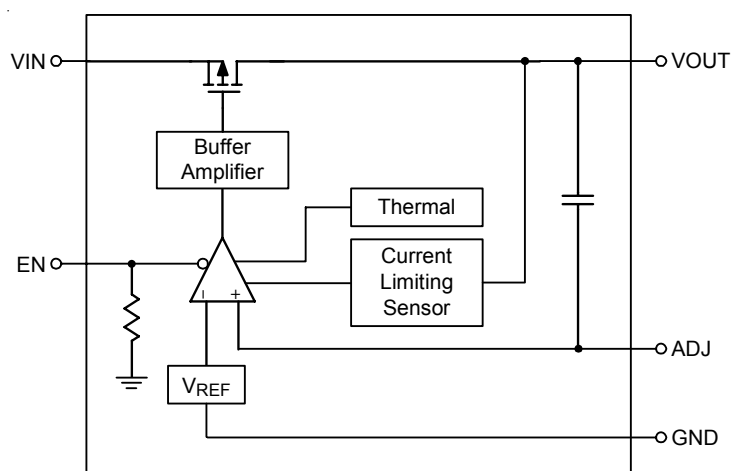 VIN
VOUT
Buffer
Amplifier
Thermal
EN
Current
Limiting
Sensor
− +
ADJ
VREF
GND